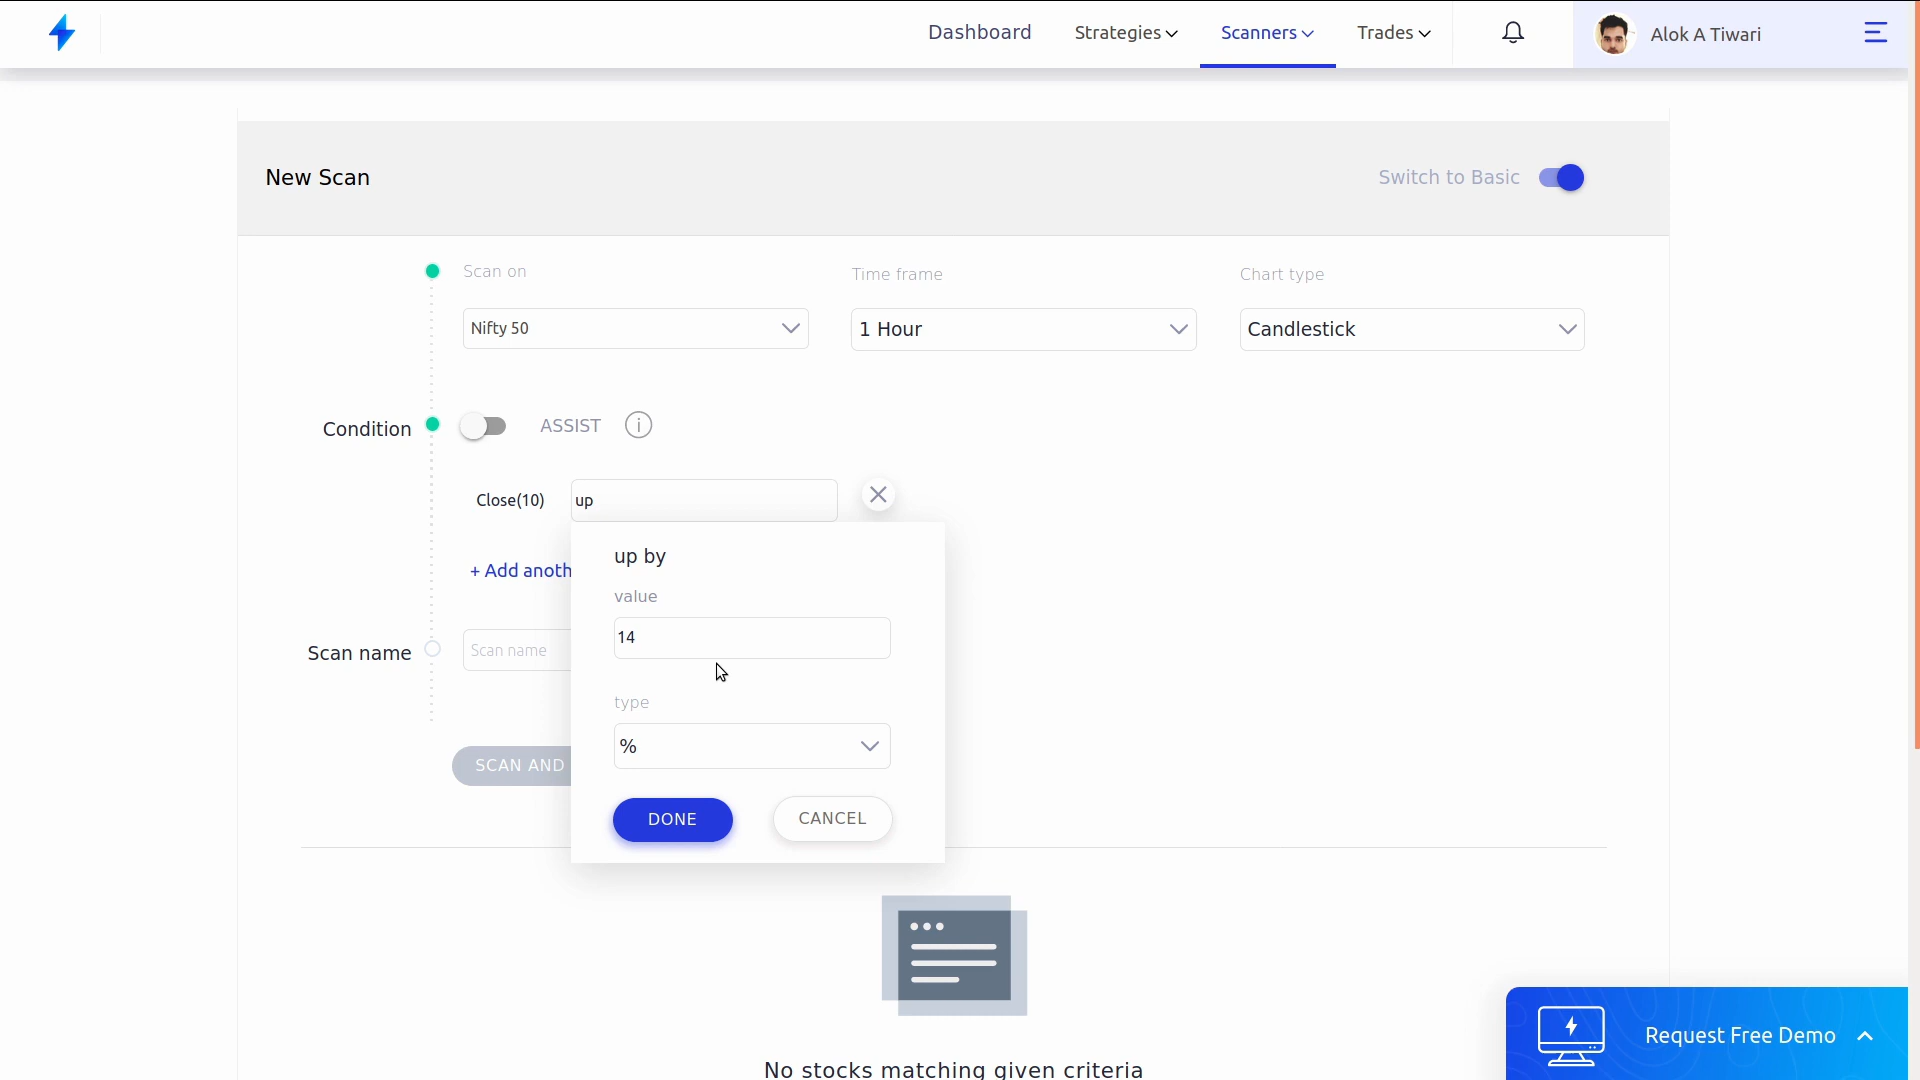 Dashboard
Strategies
Scanners
Trades
Alok A Tiwari
New Scan
Switch to Basic
Scan on
Time frame
Chart type
Nifty 50
1 Hour
Candlestick
Condition
ASSIST
Close(10)
up
+ Add anoth
up by
value
14
Scan name
Scan name
type
%
SCAN AND
DONE
CANCEL
No stocks matching given criteria
Request Free Demo